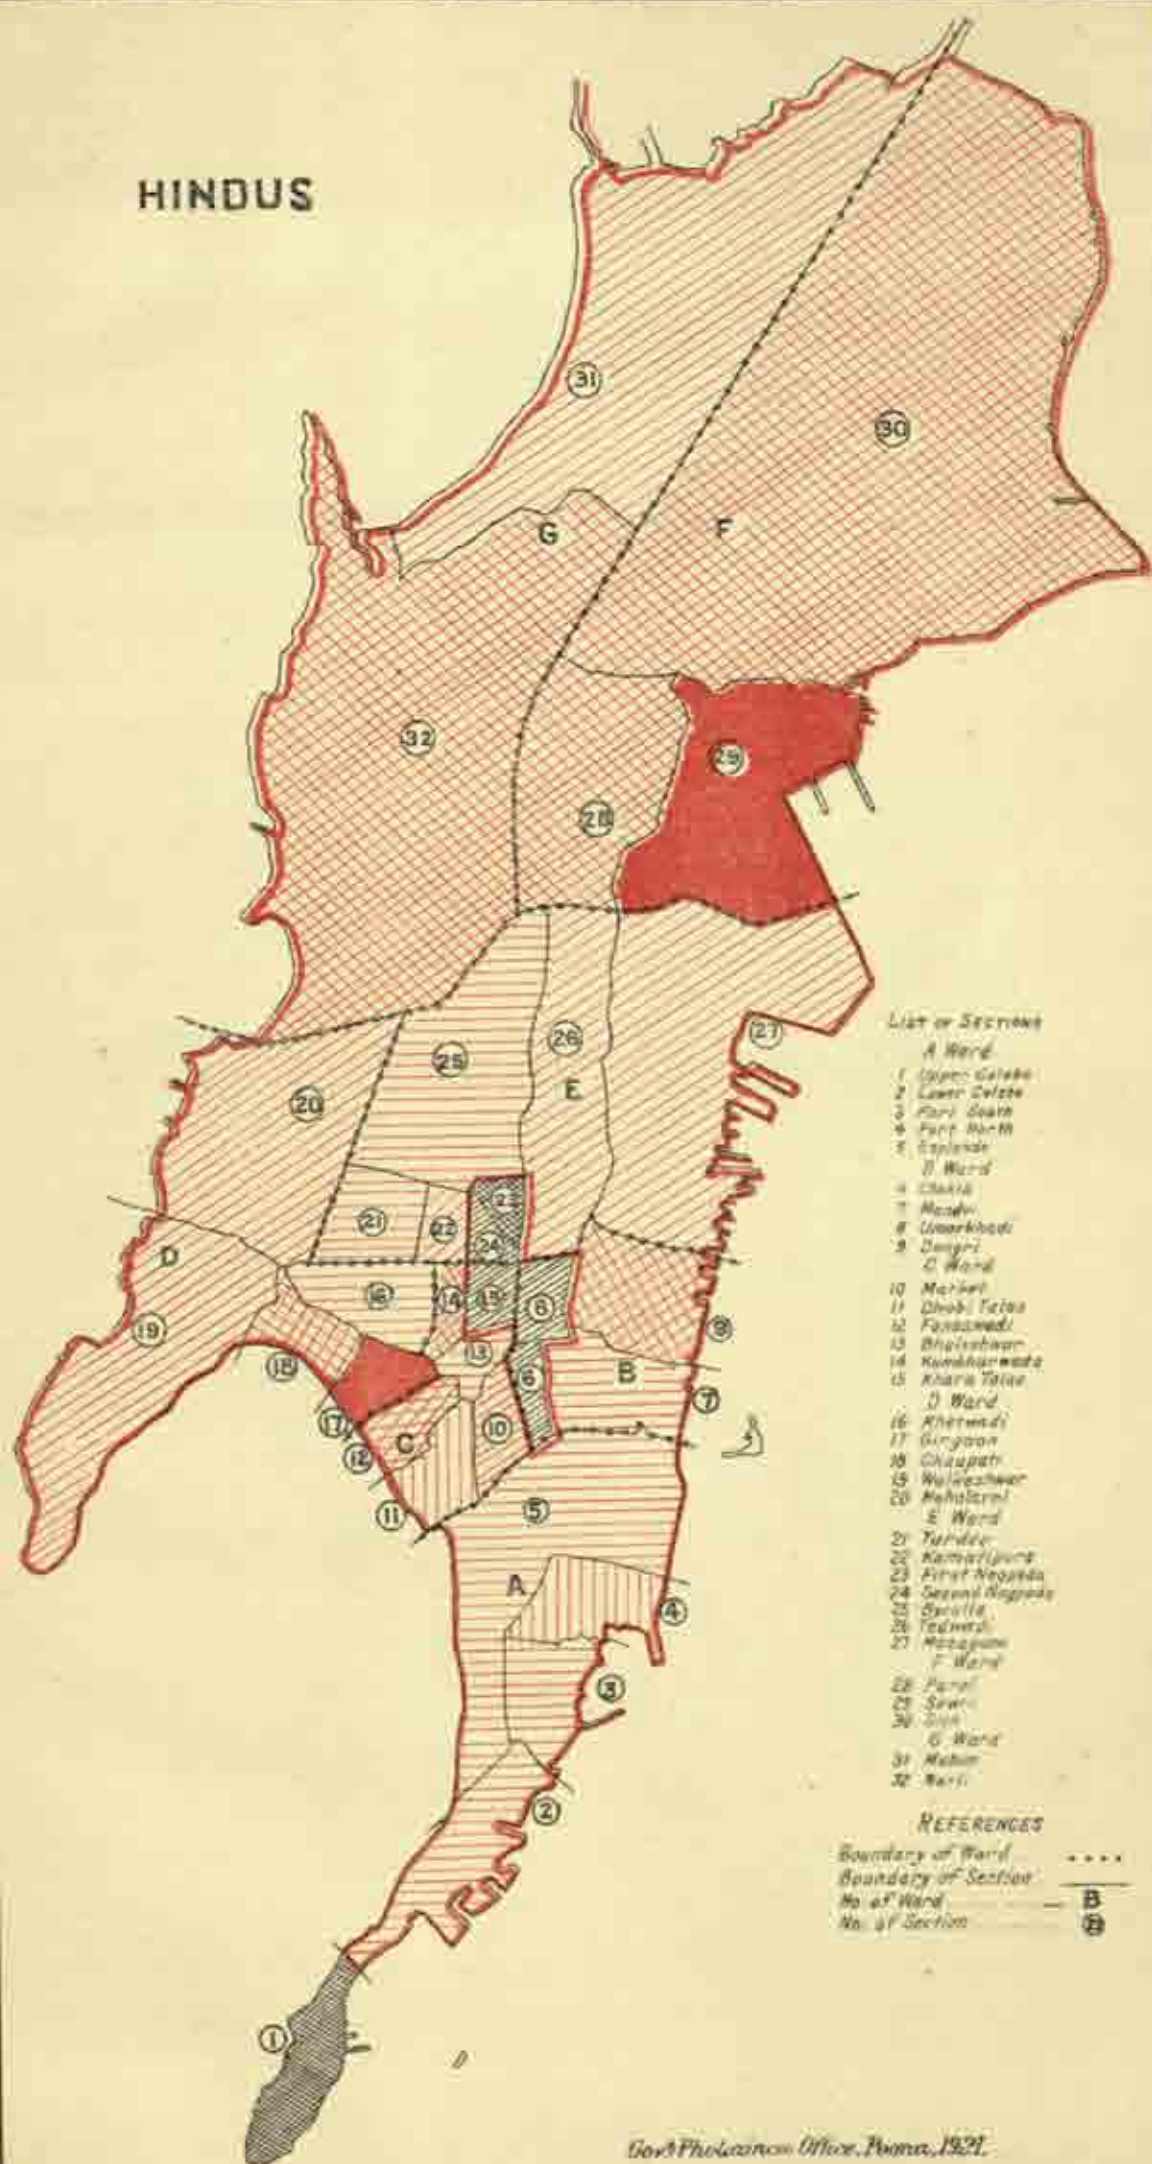 HINDUS
31
30
G
F
32
29
28
27
26
25
E
20
23
21
22
24
D
16
14
15
6
19
13
9
18
B
6
7
17
10
C
12
11
5
A
4
3
2
1
LIST OF SECTIONS
A Ward
1 Upper Colaba
2 Lower Colaba
3 Fort South
4 Fort North
5 Esplande
B Ward
Chakla
7 Mandvi
8 Umarkhadi
9 Dongri
C Ward
10 Market
11 Dhobi Talao
12 Fanaswadi
13 Bhuleshwar
14 Kumbharwada
15 Khara Talao
D Ward
16 Khetwadi
17 Girgaon
18 Chaupati
19 Walkeshwar
20 Mahalaxmi
E Ward
21 Tardeo
22 Kamatipura
23 First Nagpada
24 Second Nagpada
25 Byculla
26 Tadwadi
27 Mazagaon
F Ward
28 Parel
29 Sewri
30 Sion
G Ward
31 Mahim
32 Worli
REFERENCES
Boundary of Ward
Boundary of Section
No of Ward B
No. of Section
Govt Photozinco Office, Poona, 1921.